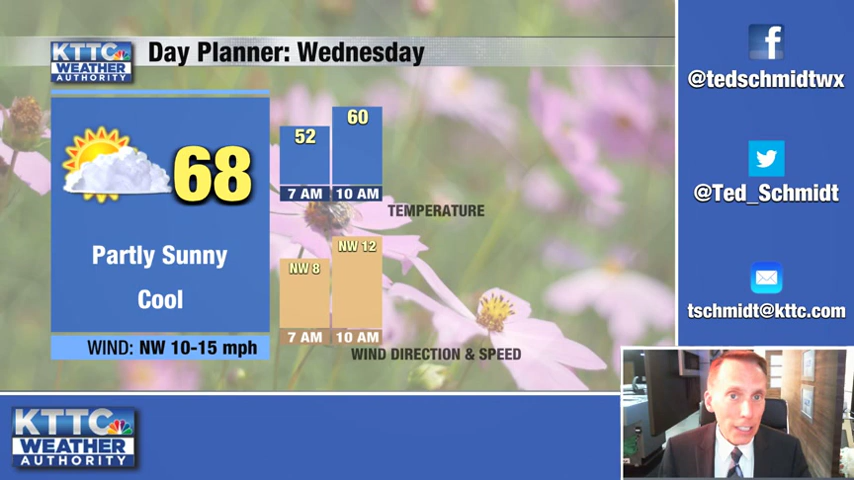 KTTC
WEATHER
AUTHORITY
Day Planner: Wednesday
68
Partly Sunny
Cool
WIND: NW 10-15 mph
52
60
7 AM
10 AM
TEMPERATURE
NW 8
NW 12
7 AM
10 AM
WIND DIRECTION & SPEED
@tedschmidtwx
@Ted_Schmidt
tschmidt@kttc.com
KTTC
WEATHER
AUTHORITY